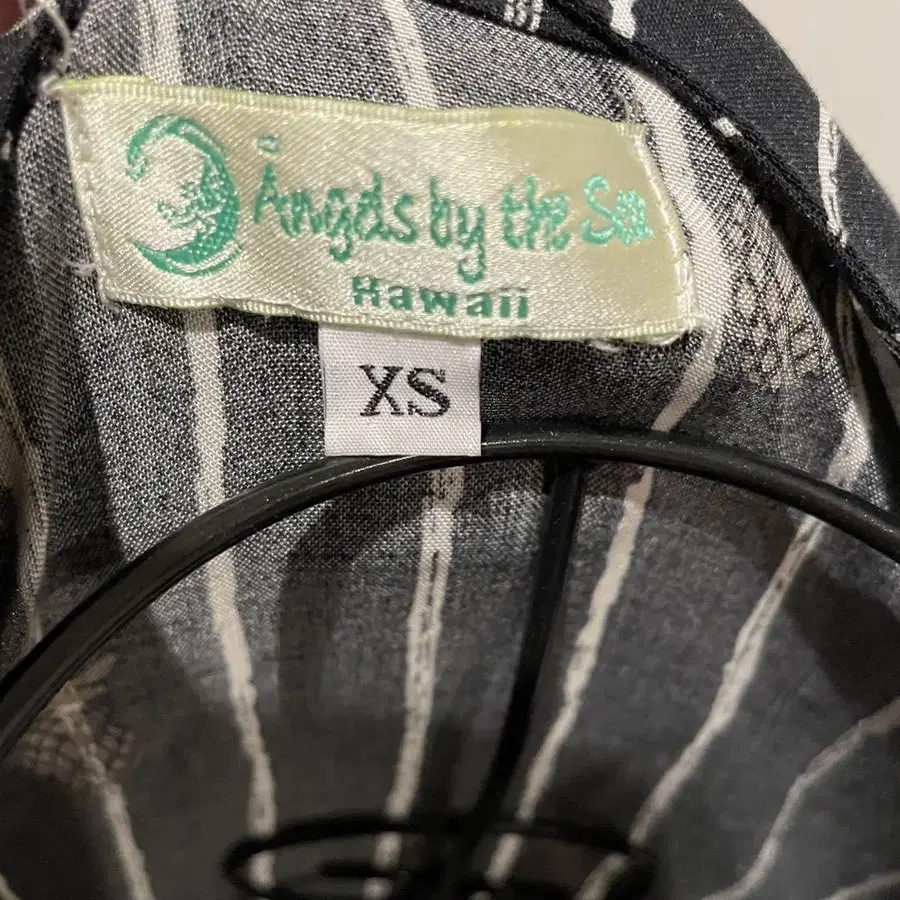 Angels by the Sea
Hawaii
XS